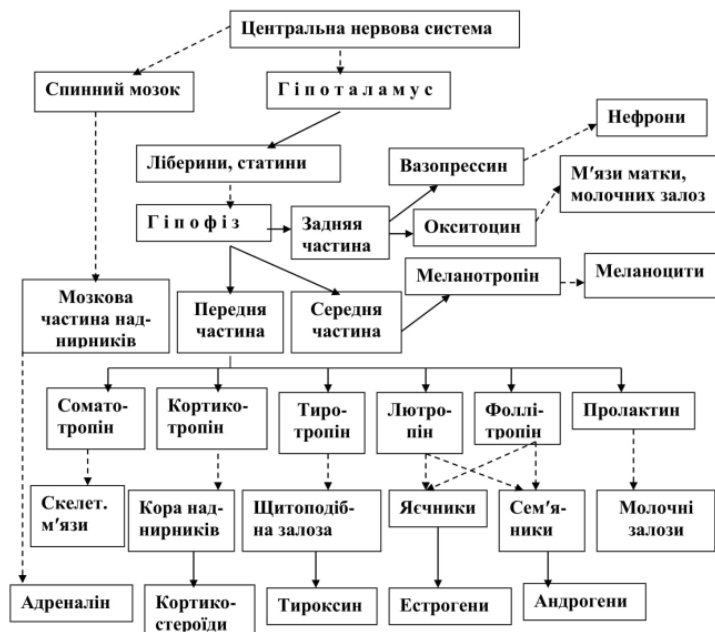 Центральна нервова система
Спинний мозок
Г і п о т а л а м у с
Нефрони
Ліберини, статини
Вазопрессин
М'язи матки,
молочних залоз
Г і п о ф і з
Задняя
частина
Окситоцин
Меланотропін
Меланоцити
Мозкова
частина над-
нирників
Передня
частина
Середня
частина
Сомато-
тропін
Кортико-
тропін
Тиро-
тропін
Лютро-
пін
Фоллі-
тропін
Пролактин
Скелет.
м'язи
Кора над-
нирників
Щитоподіб-
на залоза
Яєчники
Сем'я-
ники
Молочні
залози
Адреналін
Кортико-
стероїди
Тироксин
Естрогени
Андрогени